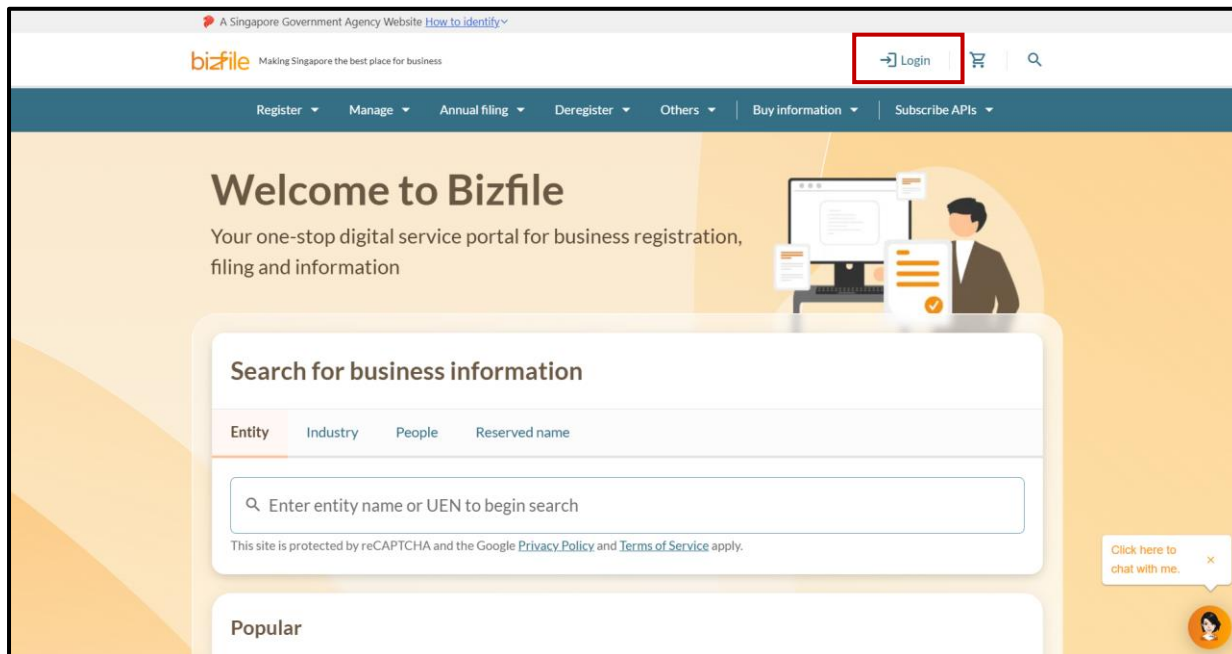 A Singapore Government Agency Website How to identify
bizfile Making Singapore the best place for business
Login
Register Manage Annual filing Deregister Others Buy information Subscribe APIs
Welcome to Bizfile
Your one-stop digital service portal for business registration,
filing and information
Search for business information
Entity Industry People Reserved name
Enter entity name or UEN to begin search
This site is protected by reCAPTCHA and the Google Privacy Policy and Terms of Service apply.
Click here to
chat with me.
Popular